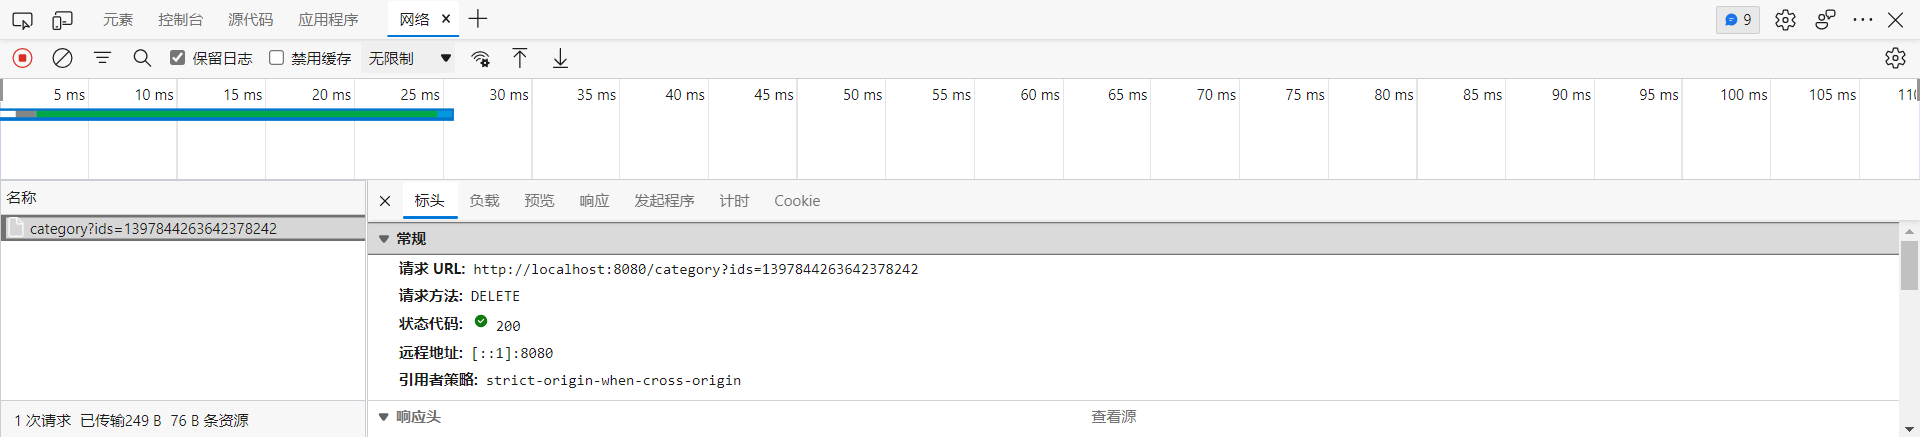 元素 控制台 源代码 应用程序 网络 9
保留日志 禁用缓存 无限制
5 ms 10 ms 15 ms 20 ms 25 ms 30 ms 35 ms 40 ms 45 ms 50 ms 55 ms 60 ms 65 ms 70 ms 75 ms 80 ms 85 ms 90 ms 95 ms 100 ms 105 ms 110
名称
标头 负载 预览 响应 发起程序 计时 Cookie
category?ids=1397844263642378242
常规
请求 URL: http://localhost:8080/category?ids=1397844263642378242
请求方法: DELETE
状态代码: 200
远程地址: [::1]:8080
引用者策略: strict-origin-when-cross-origin
响应头 查看源
1 次请求 已传输249 B 76 B 条资源